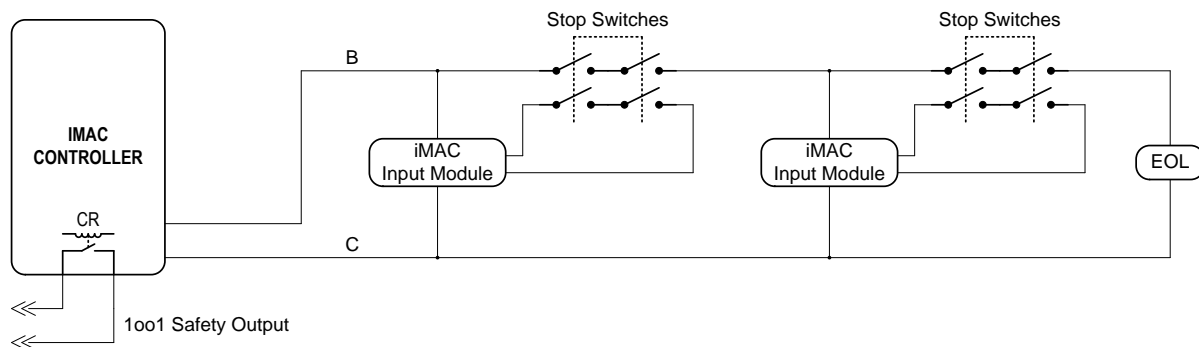 Stop Switches
Stop Switches
B
IMAC
CONTROLLER
iMAC
Input Module
iMAC
Input Module
EOL
CR
C
1oo1 Safety Output